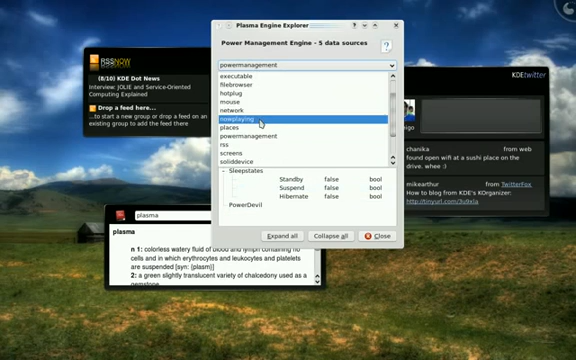 Plasma Engine Explorer
Power Management Engine - 5 data sources
?
powermanagement
executable
filebrowser
hotplug
mouse
network
nowplaying
places
powermanagement
rss
screens
soliddevice
Sleepstates
Standby false bool
Suspend false bool
Hibernate false bool
PowerDevil
Expand all
Collapse all
Close
RSSNOW
(8/10) KDE Dot News
Interview: JOLIE and Service-Oriented
Computing Explained
Drop a feed here...
...to start a new group or drop a feed on an
existing group to add the feed there
plasma
plasma
n 1: colorless watery fluid of blood and lymph containing no
cells and in which erythrocytes and leukocytes and platelets
are suspended [syn: {plasm}]
2: a green slightly translucent variety of chalcedony used as a
gemstone
KDEtwitter
chanika from web
found open wifi at a sushi place on the
drive. whee :)
mikearthur from TwitterFox
How to blog from KDE's KOrganizer: